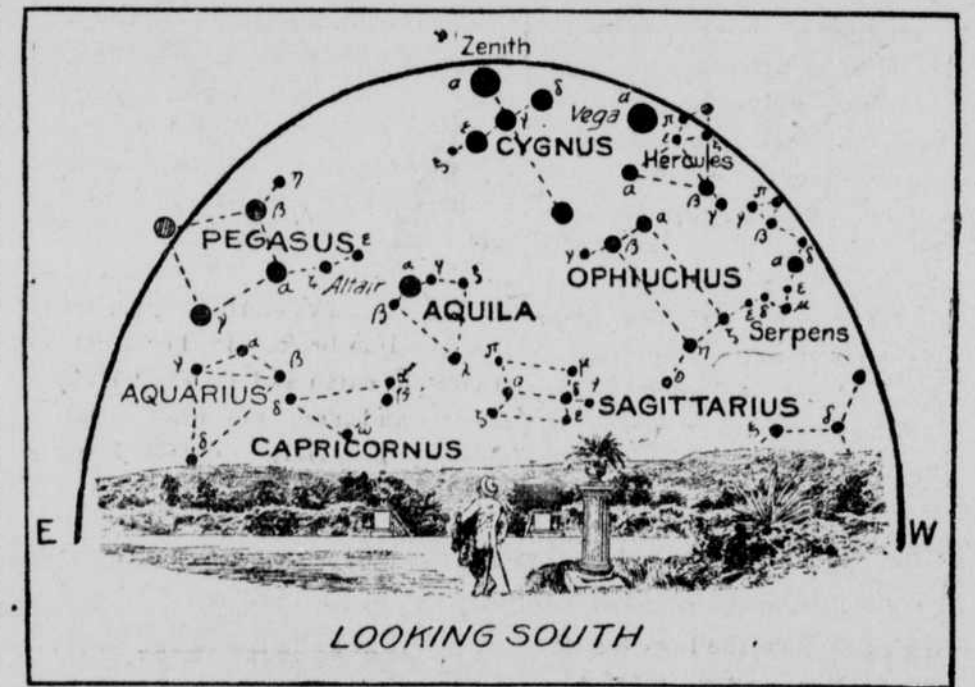 Zenith
α
δ
γ
ε
ζ
CYGNUS
Vega
α
π
ε
ζ
Hercules
α
β
γ
γ
π
β
δ
α
ε
μ
δ
ε
Serpens
η
β
PEGASUS
ε
ζ
α
γ
Altair
α
γ
ζ
β
AQUILA
λ
α
β
γ
OPHIUCHUS
ζ
η
θ
γ
α
β
AQUARIUS
δ
δ
α
β
ω
CAPRICORNUS
π
μ
σ
δ
γ
ζ
ε
SAGITTARIUS
ζ
δ
E
W
LOOKING SOUTH